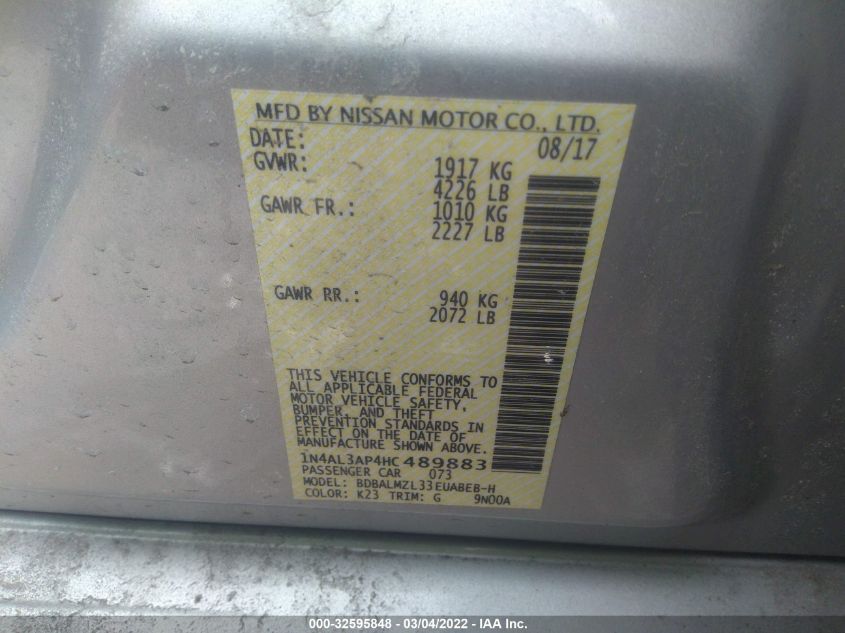 MFD BY NISSAN MOTOR CO., LTD.
DATE: 08/17
GVWR: 1917 KG
4226 LB
GAWR FR.: 1010 KG
2227 LB
GAWR RR.: 940 KG
2072 LB
THIS VEHICLE CONFORMS TO
ALL APPLICABLE FEDERAL
MOTOR VEHICLE SAFETY,
BUMPER, AND THEFT
PREVENTION STANDARDS IN
EFFECT ON THE DATE OF
MANUFACTURE SHOWN ABOVE.
1N4AL3AP4HC489883
PASSENGER CAR 073
MODEL: BDBALMZL33EUABEB-H
COLOR: K23 TRIM: G 9N00A
000-32595848 - 03/04/2022 - IAA Inc.